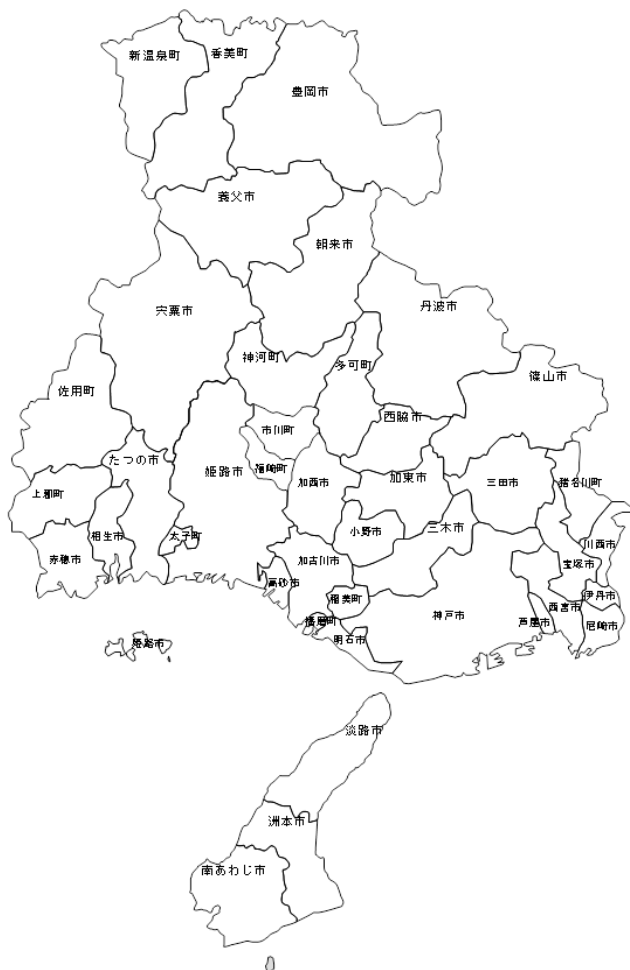 新温泉町
香美町
豊岡市
養父市
朝来市
宍粟市
丹波市
神河町
多可町
佐用町
篠山市
西脇市
市川町
たつの市
姫路市
福崎町
加西市
加東市
三田市
猪名川町
上郡町
相生市
太子町
小野市
三木市
川西市
赤穂市
加古川市
宝塚市
高砂市
稲美町
伊丹市
神戸市
西宮市
播磨町
芦屋市
尼崎市
明石市
姫路市
淡路市
洲本市
南あわじ市